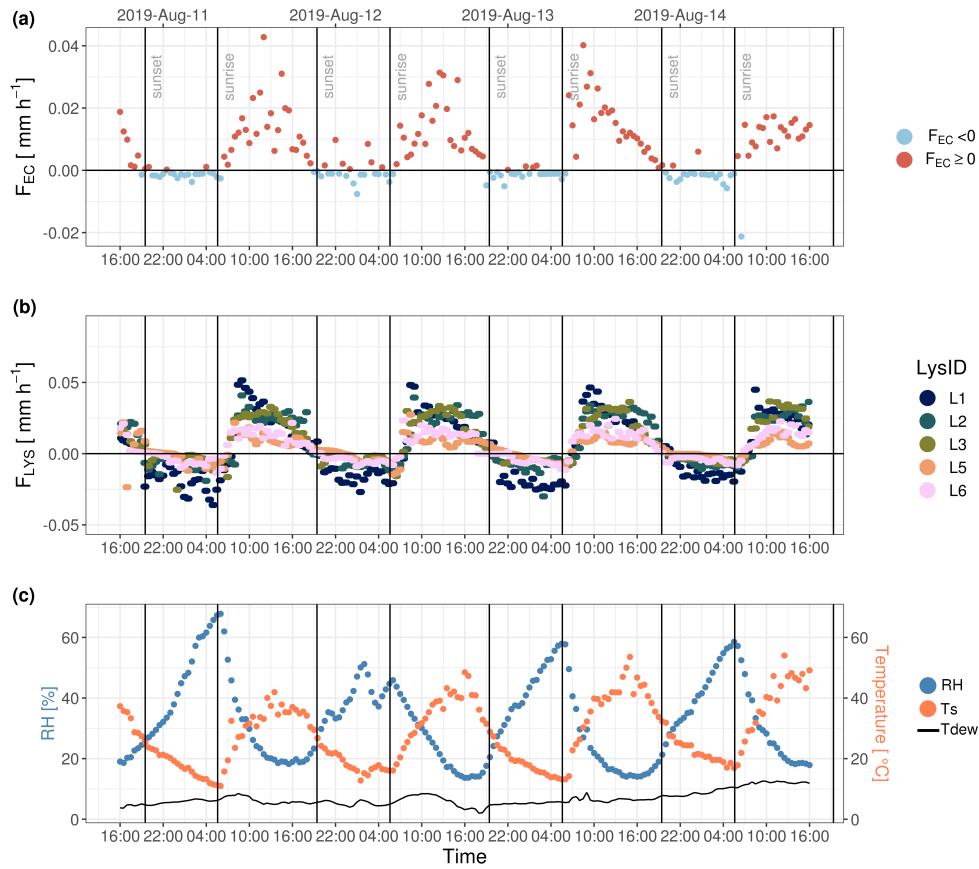 (a)
2019-Aug-11 2019-Aug-12 2019-Aug-13 2019-Aug-14
F_EC [ mm h⁻¹]
0.04
0.02
0.00
-0.02
sunset sunrise sunset sunrise sunset sunrise sunset sunrise
16:00 22:00 04:00 10:00 16:00 22:00 04:00 10:00 16:00 22:00 04:00 10:00 16:00 22:00 04:00 10:00 16:00
F_EC <0
F_EC ≥ 0
(b)
F_LYS [ mm h⁻¹]
0.05
0.00
-0.05
16:00 22:00 04:00 10:00 16:00 22:00 04:00 10:00 16:00 22:00 04:00 10:00 16:00 22:00 04:00 10:00 16:00
LysID
L1
L2
L3
L5
L6
(c)
RH [%]
60
40
20
0
60
40
20
0
Temperature [ °C]
16:00 22:00 04:00 10:00 16:00 22:00 04:00 10:00 16:00 22:00 04:00 10:00 16:00 22:00 04:00 10:00 16:00
Time
RH
Ts
Tdew